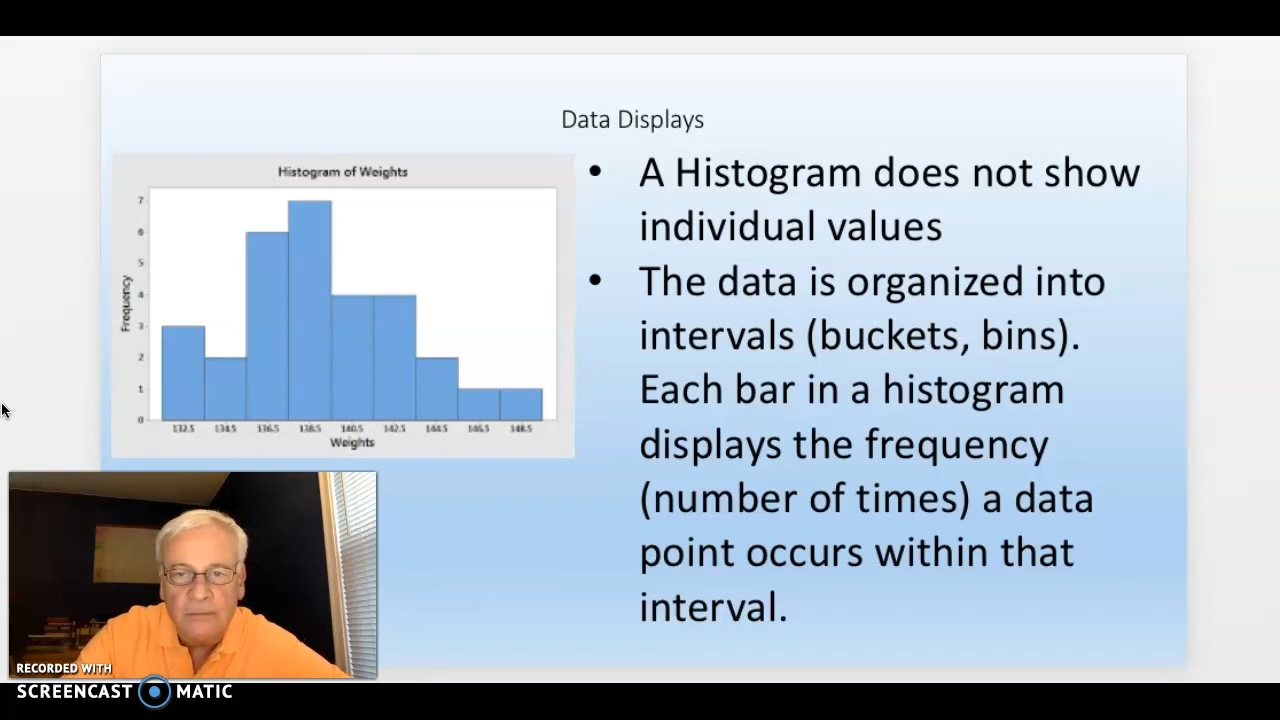 Data Displays
Histogram of Weights
7
6
5
4
3
2
1
0
Frequency
132.5 134.5 136.5 138.5 140.5 142.5 144.5 146.5 148.5
Weights
• A Histogram does not show
individual values
• The data is organized into
intervals (buckets, bins).
Each bar in a histogram
displays the frequency
(number of times) a data
point occurs within that
interval.
RECORDED WITH
SCREENCAST MATIC